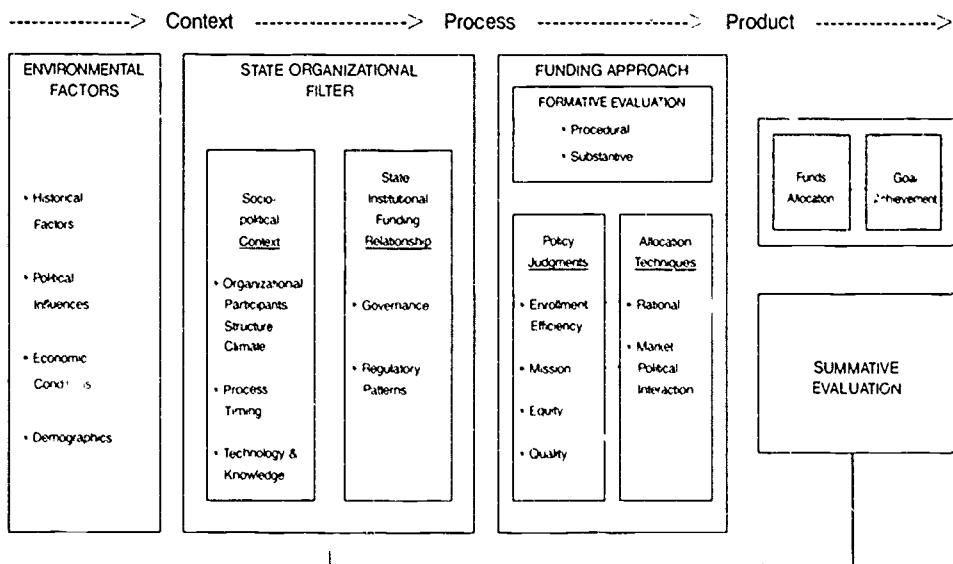 Context Process Product
ENVIRONMENTAL
FACTORS
• Historical
Factors
• Political
Influences
• Economic
• Demographics
STATE ORGANIZATIONAL
FILTER
Socio-
political
Context
• Organizational
Participants
Structure
Climate
• Process
Timing
• Technology &
Knowledge
State
Institutional
Funding
Relationship
• Governance
• Regulatory
Patterns
FUNDING APPROACH
FORMATIVE EVALUATION
• Procedural
• Substantive
Policy
Judgments
• Enrollment
Efficiency
• Mission
• Equity
• Quality
Allocation
Techniques
• Rational
• Market
Political
Interaction
Funds
Allocation
Goal
Achievement
SUMMATIVE
EVALUATION